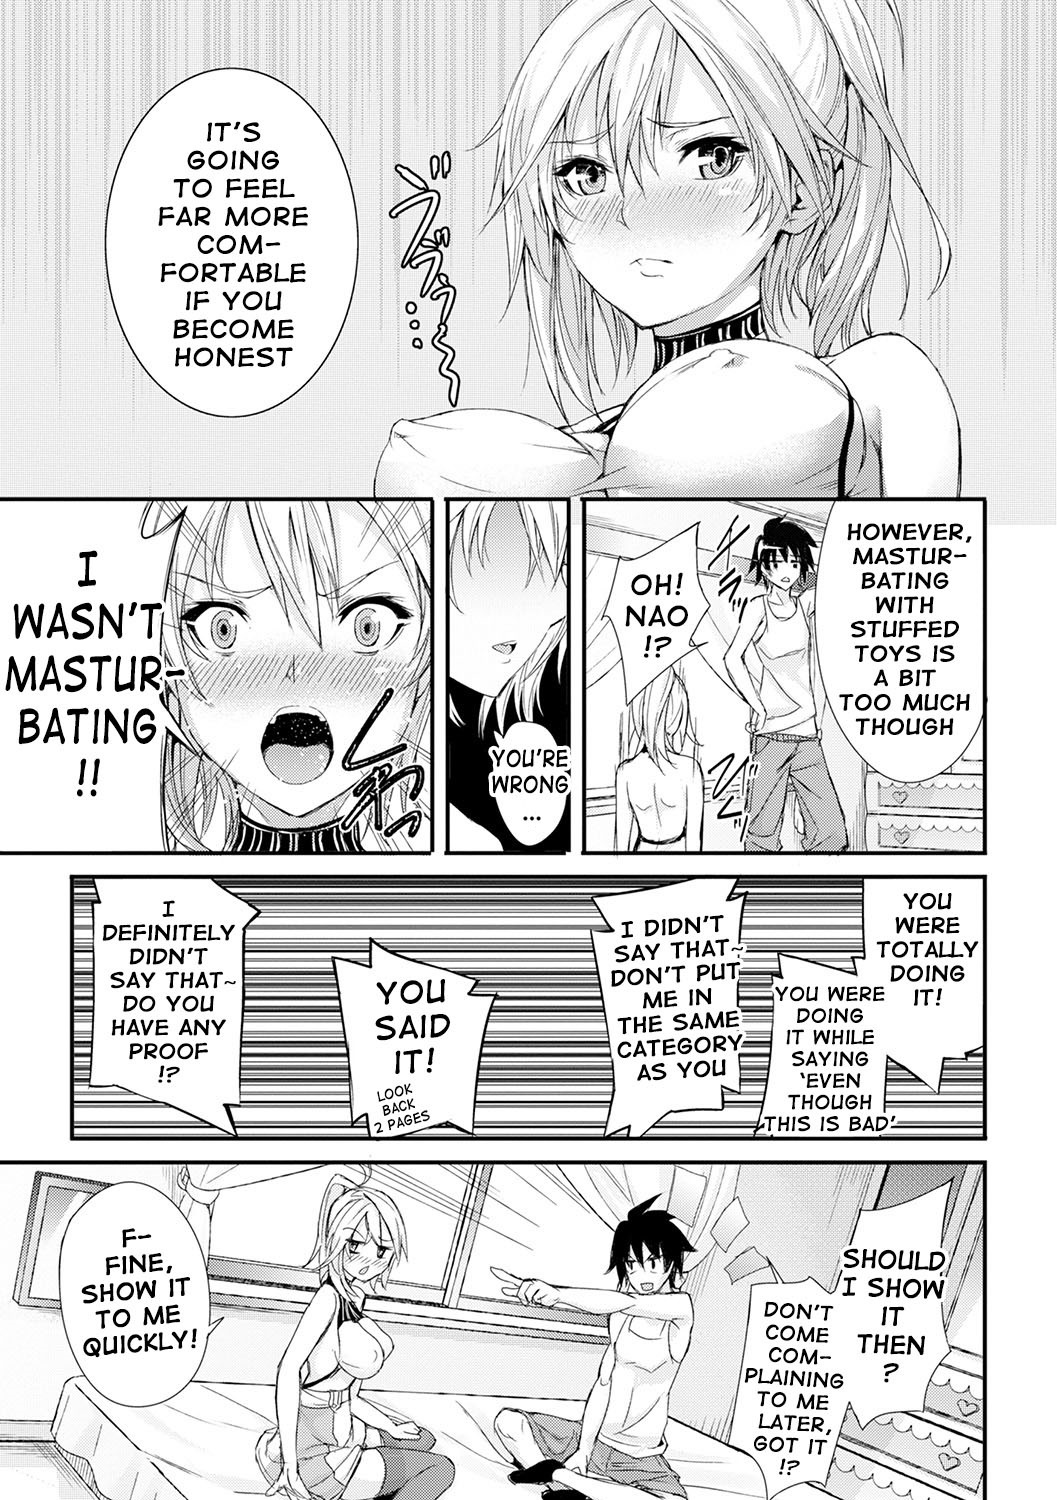 IT'S
GOING
TO FEEL
FAR MORE
COM-
FORTABLE
IF YOU
BECOME
HONEST
HOWEVER,
MASTUR-
BATING
WITH
STUFFED
TOYS IS
A BIT
TOO MUCH
THOUGH
OH!
NAO
!?
YOU'RE
WRONG
...
I
WASN'T
MASTUR-
BATING
!!
YOU
WERE
TOTALLY
DOING
IT!
YOU WERE
DOING
IT WHILE
SAYING
'EVEN
THOUGH
THIS IS BAD'
I DIDN'T
SAY THAT~
DON'T PUT
ME IN
THE SAME
CATEGORY
AS YOU
YOU
SAID
IT!
LOOK
BACK
2 PAGES
I
DEFINITELY
DIDN'T
SAY THAT~
DO YOU
HAVE ANY
PROOF
!?
SHOULD
I SHOW
IT
THEN
?
DON'T
COME
COM-
PLAINING
TO ME
LATER,
GOT IT
!?
F-
FINE,
SHOW IT
TO ME
QUICKLY!